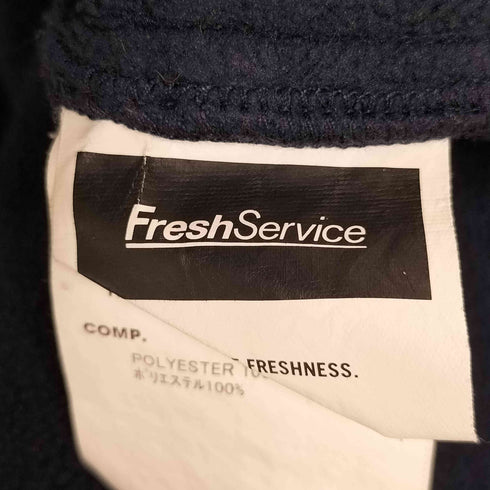 FreshService
COMP.
FRESHNESS.
POLYESTER
ポリエステル100%